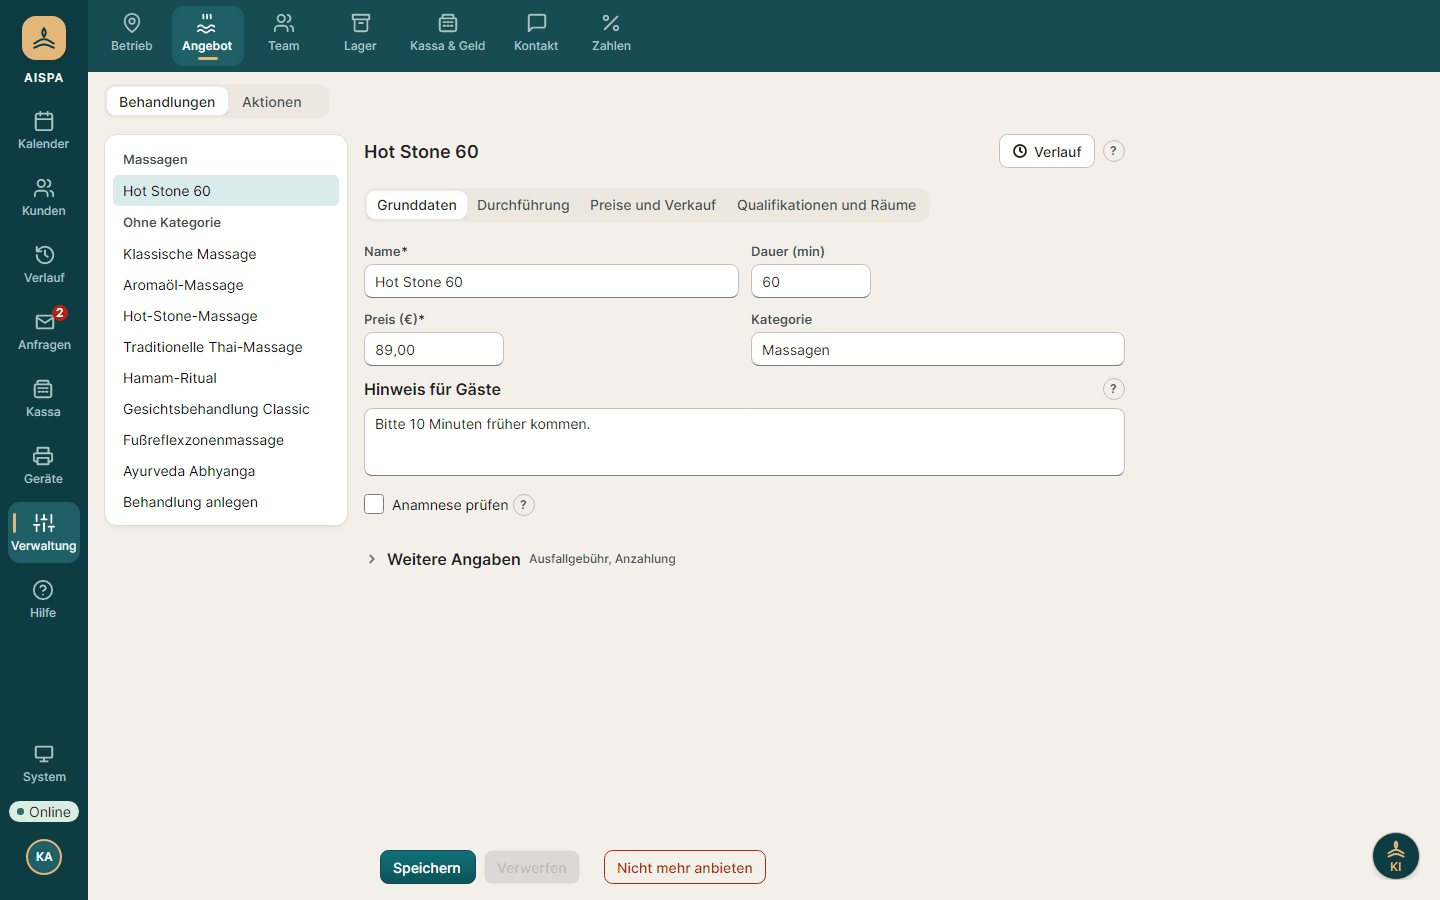 AISPA
Kalender
Kunden
Verlauf
2
Anfragen
Kassa
Geräte
Verwaltung
Hilfe
System
Online
KA
Betrieb
Angebot
Team
Lager
Kassa & Geld
Kontakt
Zahlen
Behandlungen
Aktionen
Massagen
Hot Stone 60
Ohne Kategorie
Klassische Massage
Aromaöl-Massage
Hot-Stone-Massage
Traditionelle Thai-Massage
Hamam-Ritual
Gesichtsbehandlung Classic
Fußreflexzonenmassage
Ayurveda Abhyanga
Behandlung anlegen
Hot Stone 60
Verlauf
?
Grunddaten
Durchführung
Preise und Verkauf
Qualifikationen und Räume
Name*
Dauer (min)
Hot Stone 60
60
Preis (€)*
Kategorie
89,00
Massagen
Hinweis für Gäste
?
Bitte 10 Minuten früher kommen.
Anamnese prüfen
?
Weitere Angaben
Ausfallgebühr, Anzahlung
Speichern
Verwerfen
Nicht mehr anbieten
KI